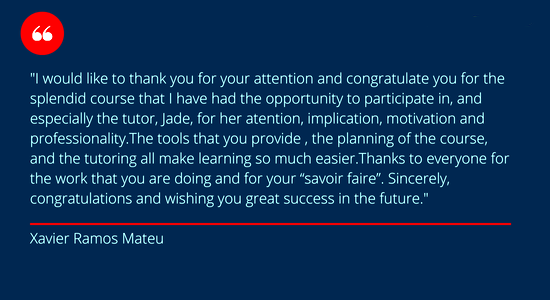 "I would like to thank you for your attention and congratulate you for the
splendid course that I have had the opportunity to participate in, and
especially the tutor, Jade, for her atention, implication, motivation and
professionality.The tools that you provide , the planning of the course,
and the tutoring all make learning so much easier.Thanks to everyone for
the work that you are doing and for your “savoir faire”. Sincerely,
congratulations and wishing you great success in the future."
Xavier Ramos Mateu